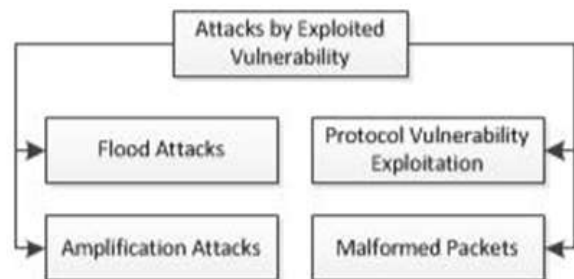 Attacks by Exploited
Vulnerability
Flood Attacks
Protocol Vulnerability
Exploitation
Amplification Attacks
Malformed Packets